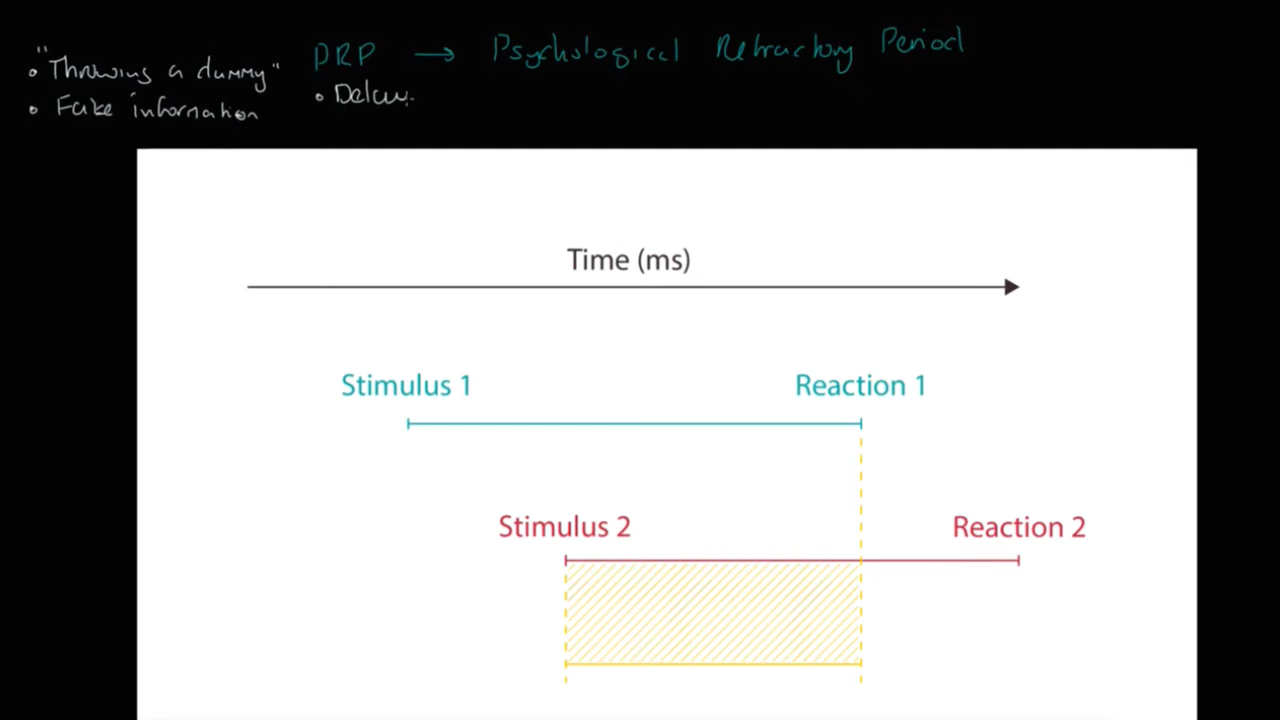 • "Throwing a dummy"
• Fake information
PRP → Psychological Refractory Period
• Delay
Time (ms)
Stimulus 1
Reaction 1
Stimulus 2
Reaction 2